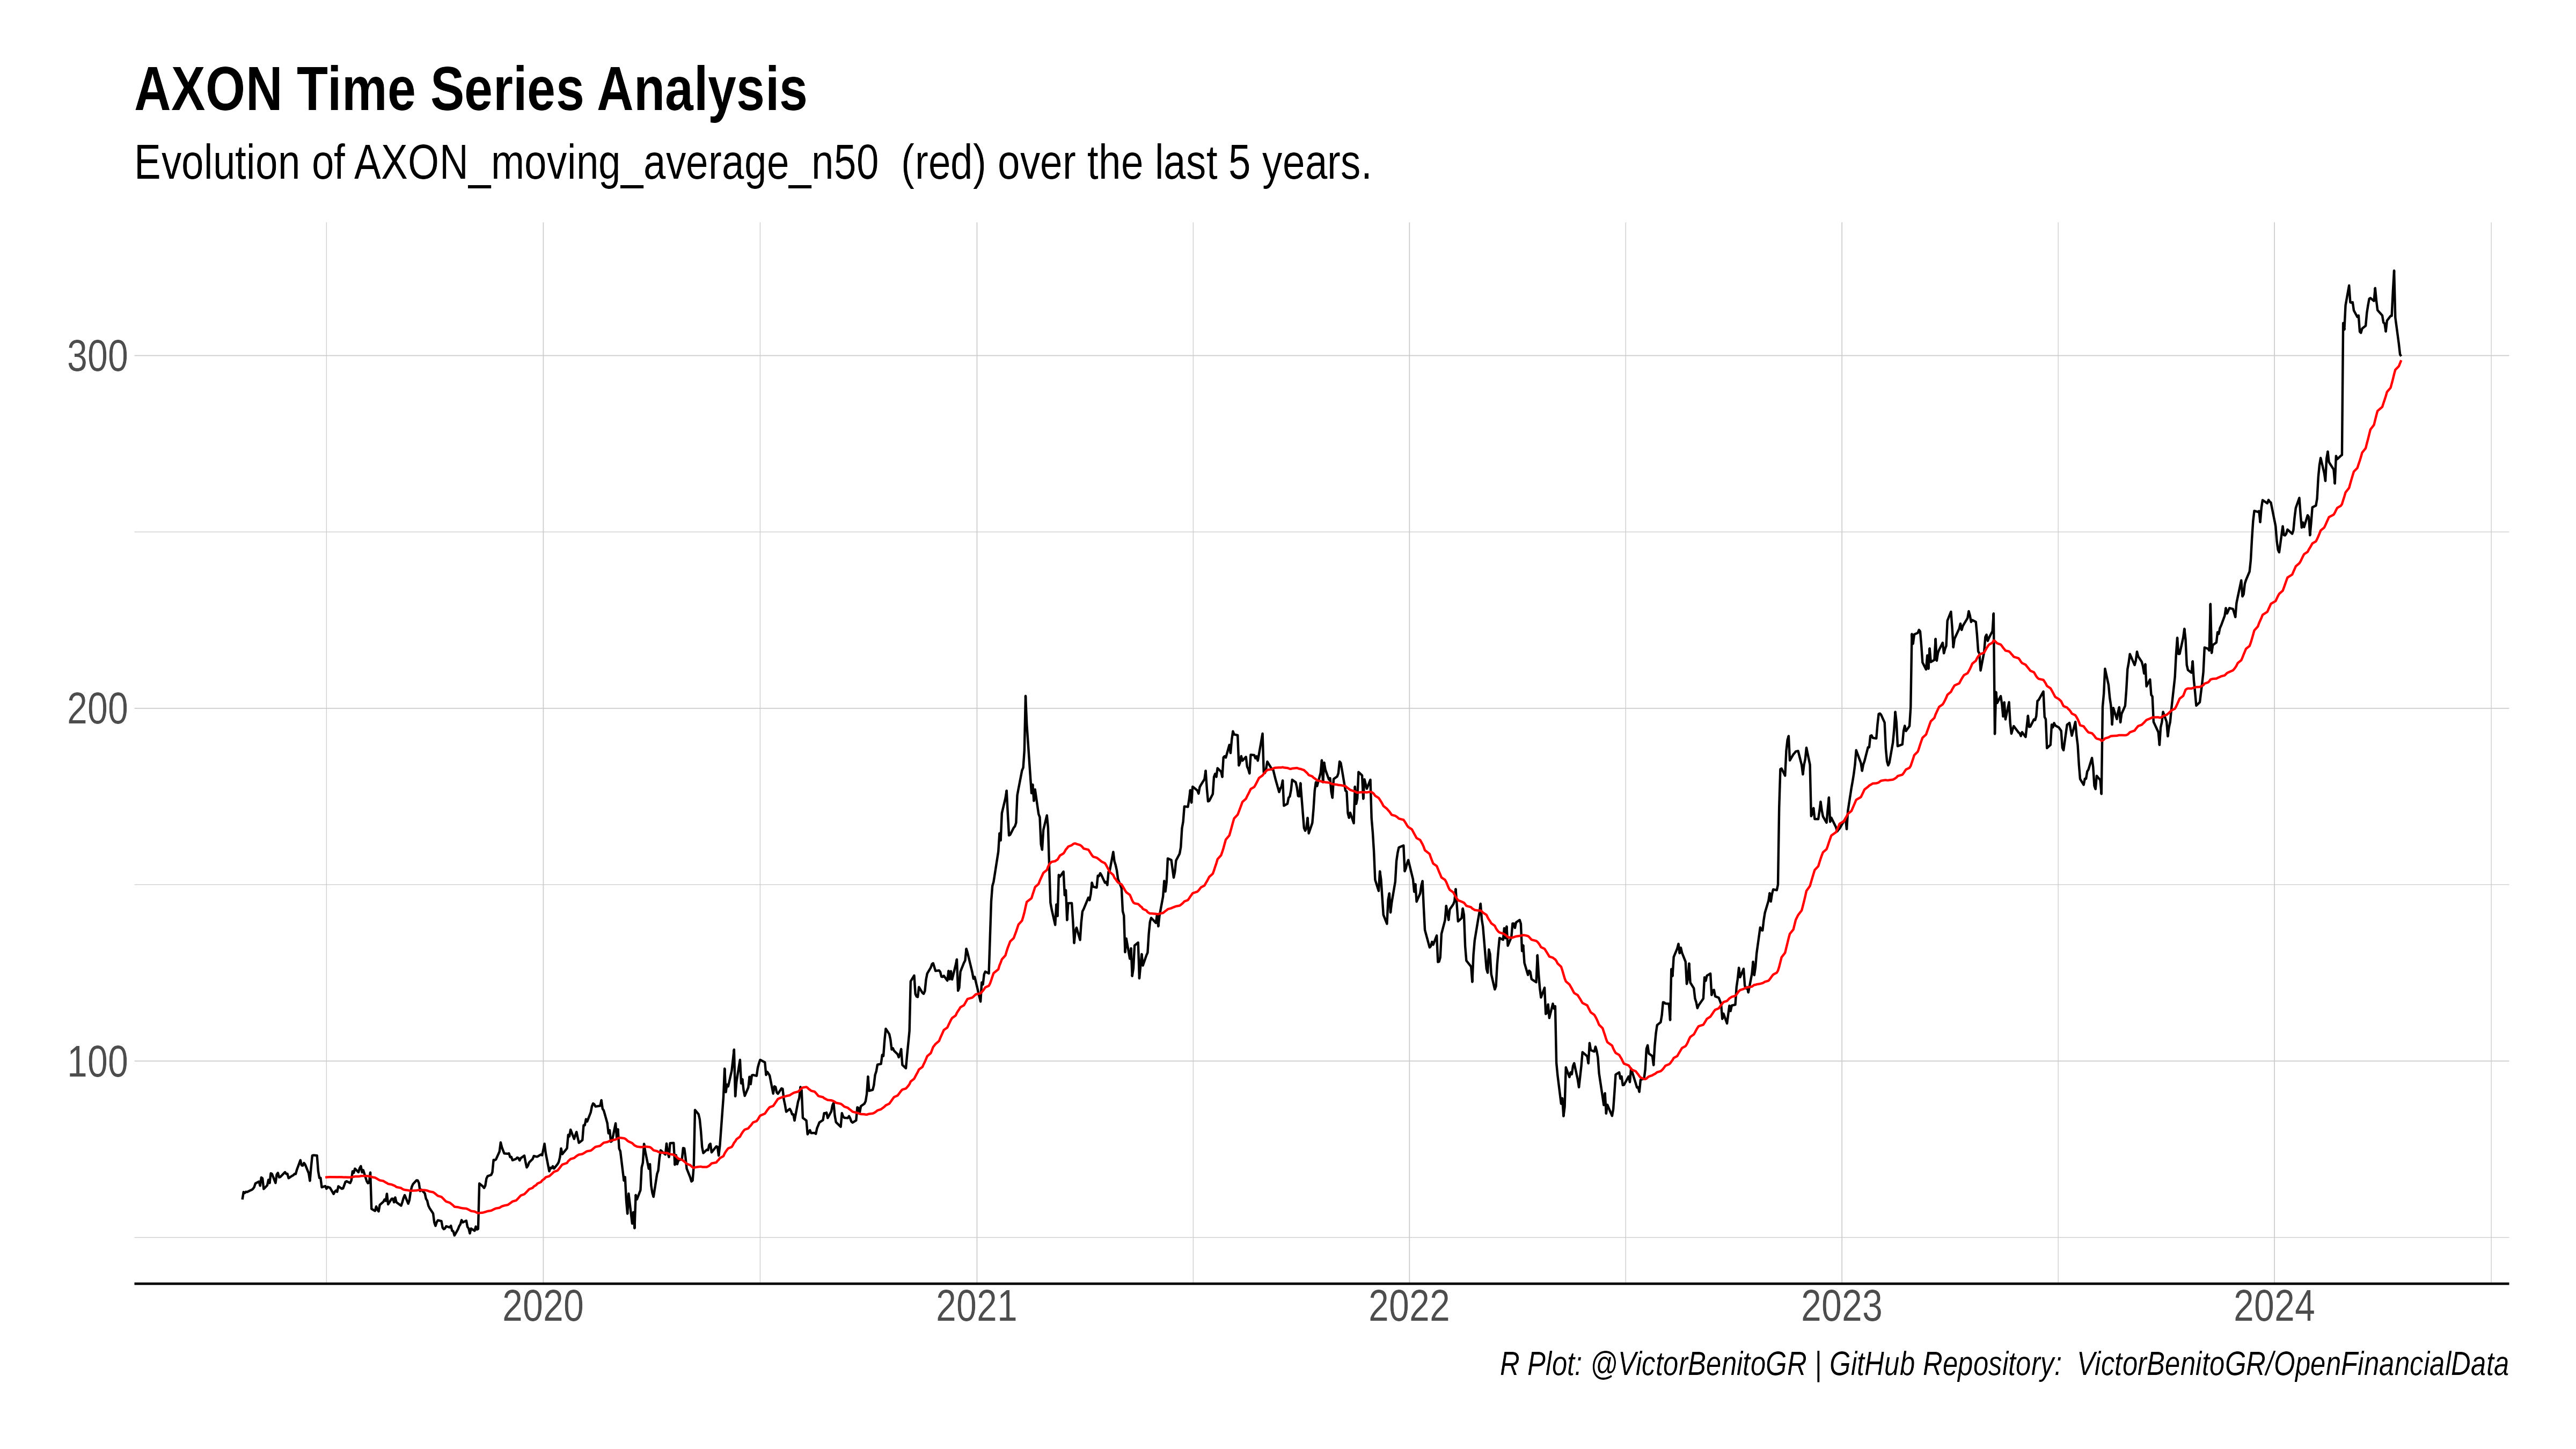 AXON Time Series Analysis
Evolution of AXON_moving_average_n50  (red) over the last 5 years.
300
200
100
2020 2021 2022 2023 2024
R Plot: @VictorBenitoGR | GitHub Repository:  VictorBenitoGR/OpenFinancialData